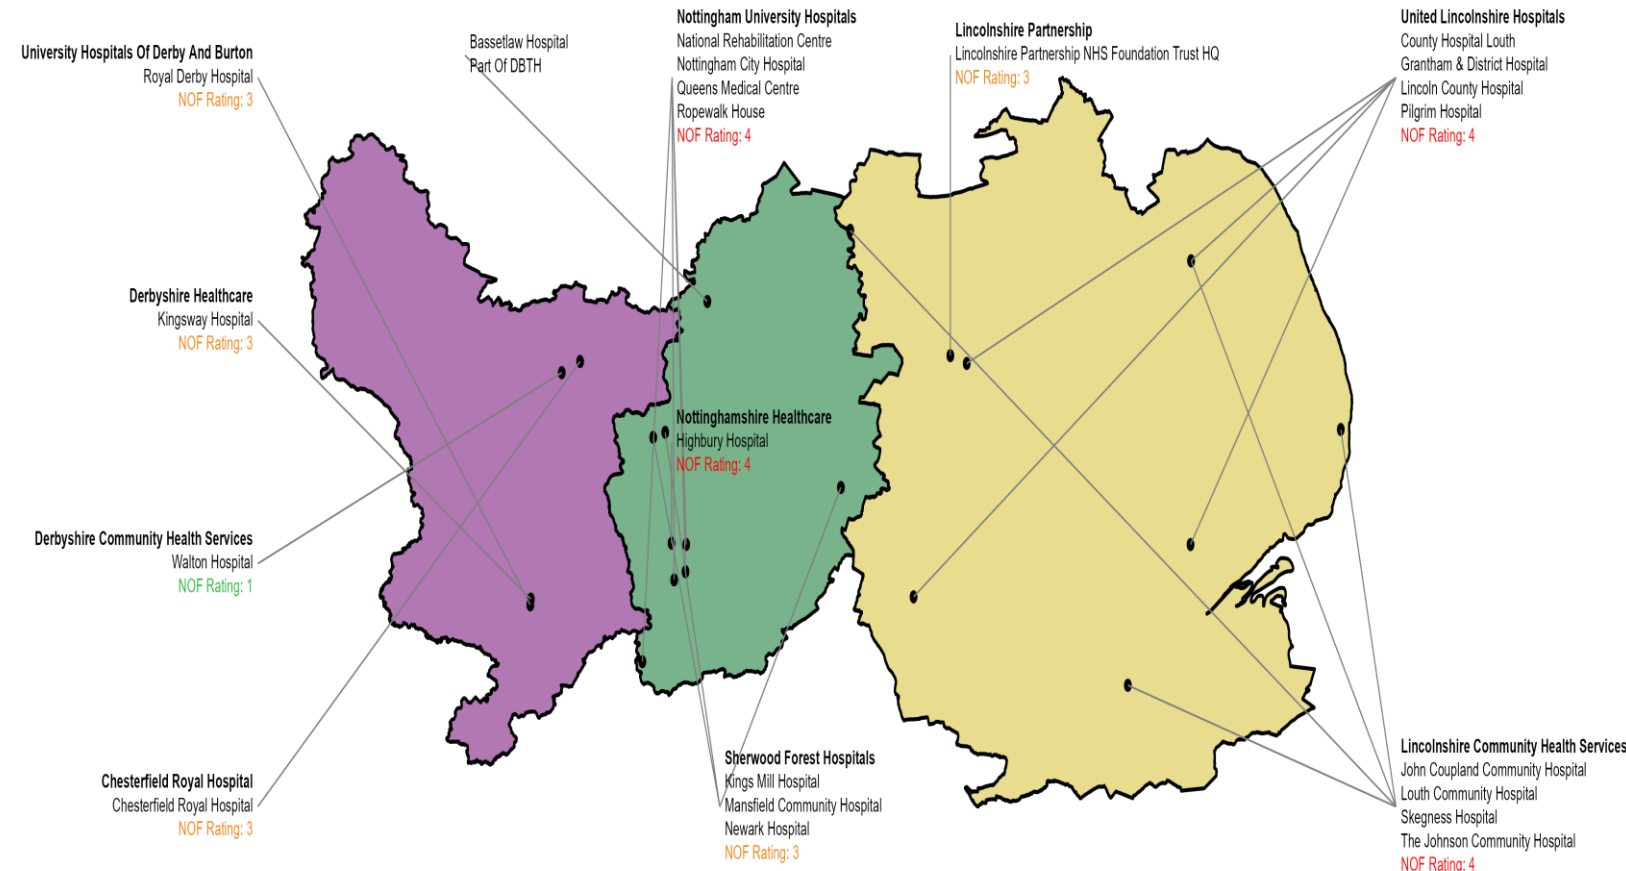 University Hospitals Of Derby And Burton
Royal Derby Hospital
NOF Rating: 3
Bassetlaw Hospital
Part Of DBTH
Nottingham University Hospitals
National Rehabilitation Centre
Nottingham City Hospital
Queens Medical Centre
Ropewalk House
NOF Rating: 4
Lincolnshire Partnership
Lincolnshire Partnership NHS Foundation Trust HQ
NOF Rating: 3
United Lincolnshire Hospitals
County Hospital Louth
Grantham & District Hospital
Lincoln County Hospital
Pilgrim Hospital
NOF Rating: 4
Derbyshire Healthcare
Kingsway Hospital
NOF Rating: 3
Nottinghamshire Healthcare
Highbury Hospital
NOF Rating: 4
Derbyshire Community Health Services
Walton Hospital
NOF Rating: 1
Chesterfield Royal Hospital
Chesterfield Royal Hospital
NOF Rating: 3
Sherwood Forest Hospitals
Kings Mill Hospital
Mansfield Community Hospital
Newark Hospital
NOF Rating: 3
Lincolnshire Community Health Services
John Coupland Community Hospital
Louth Community Hospital
Skegness Hospital
The Johnson Community Hospital
NOF Rating: 4